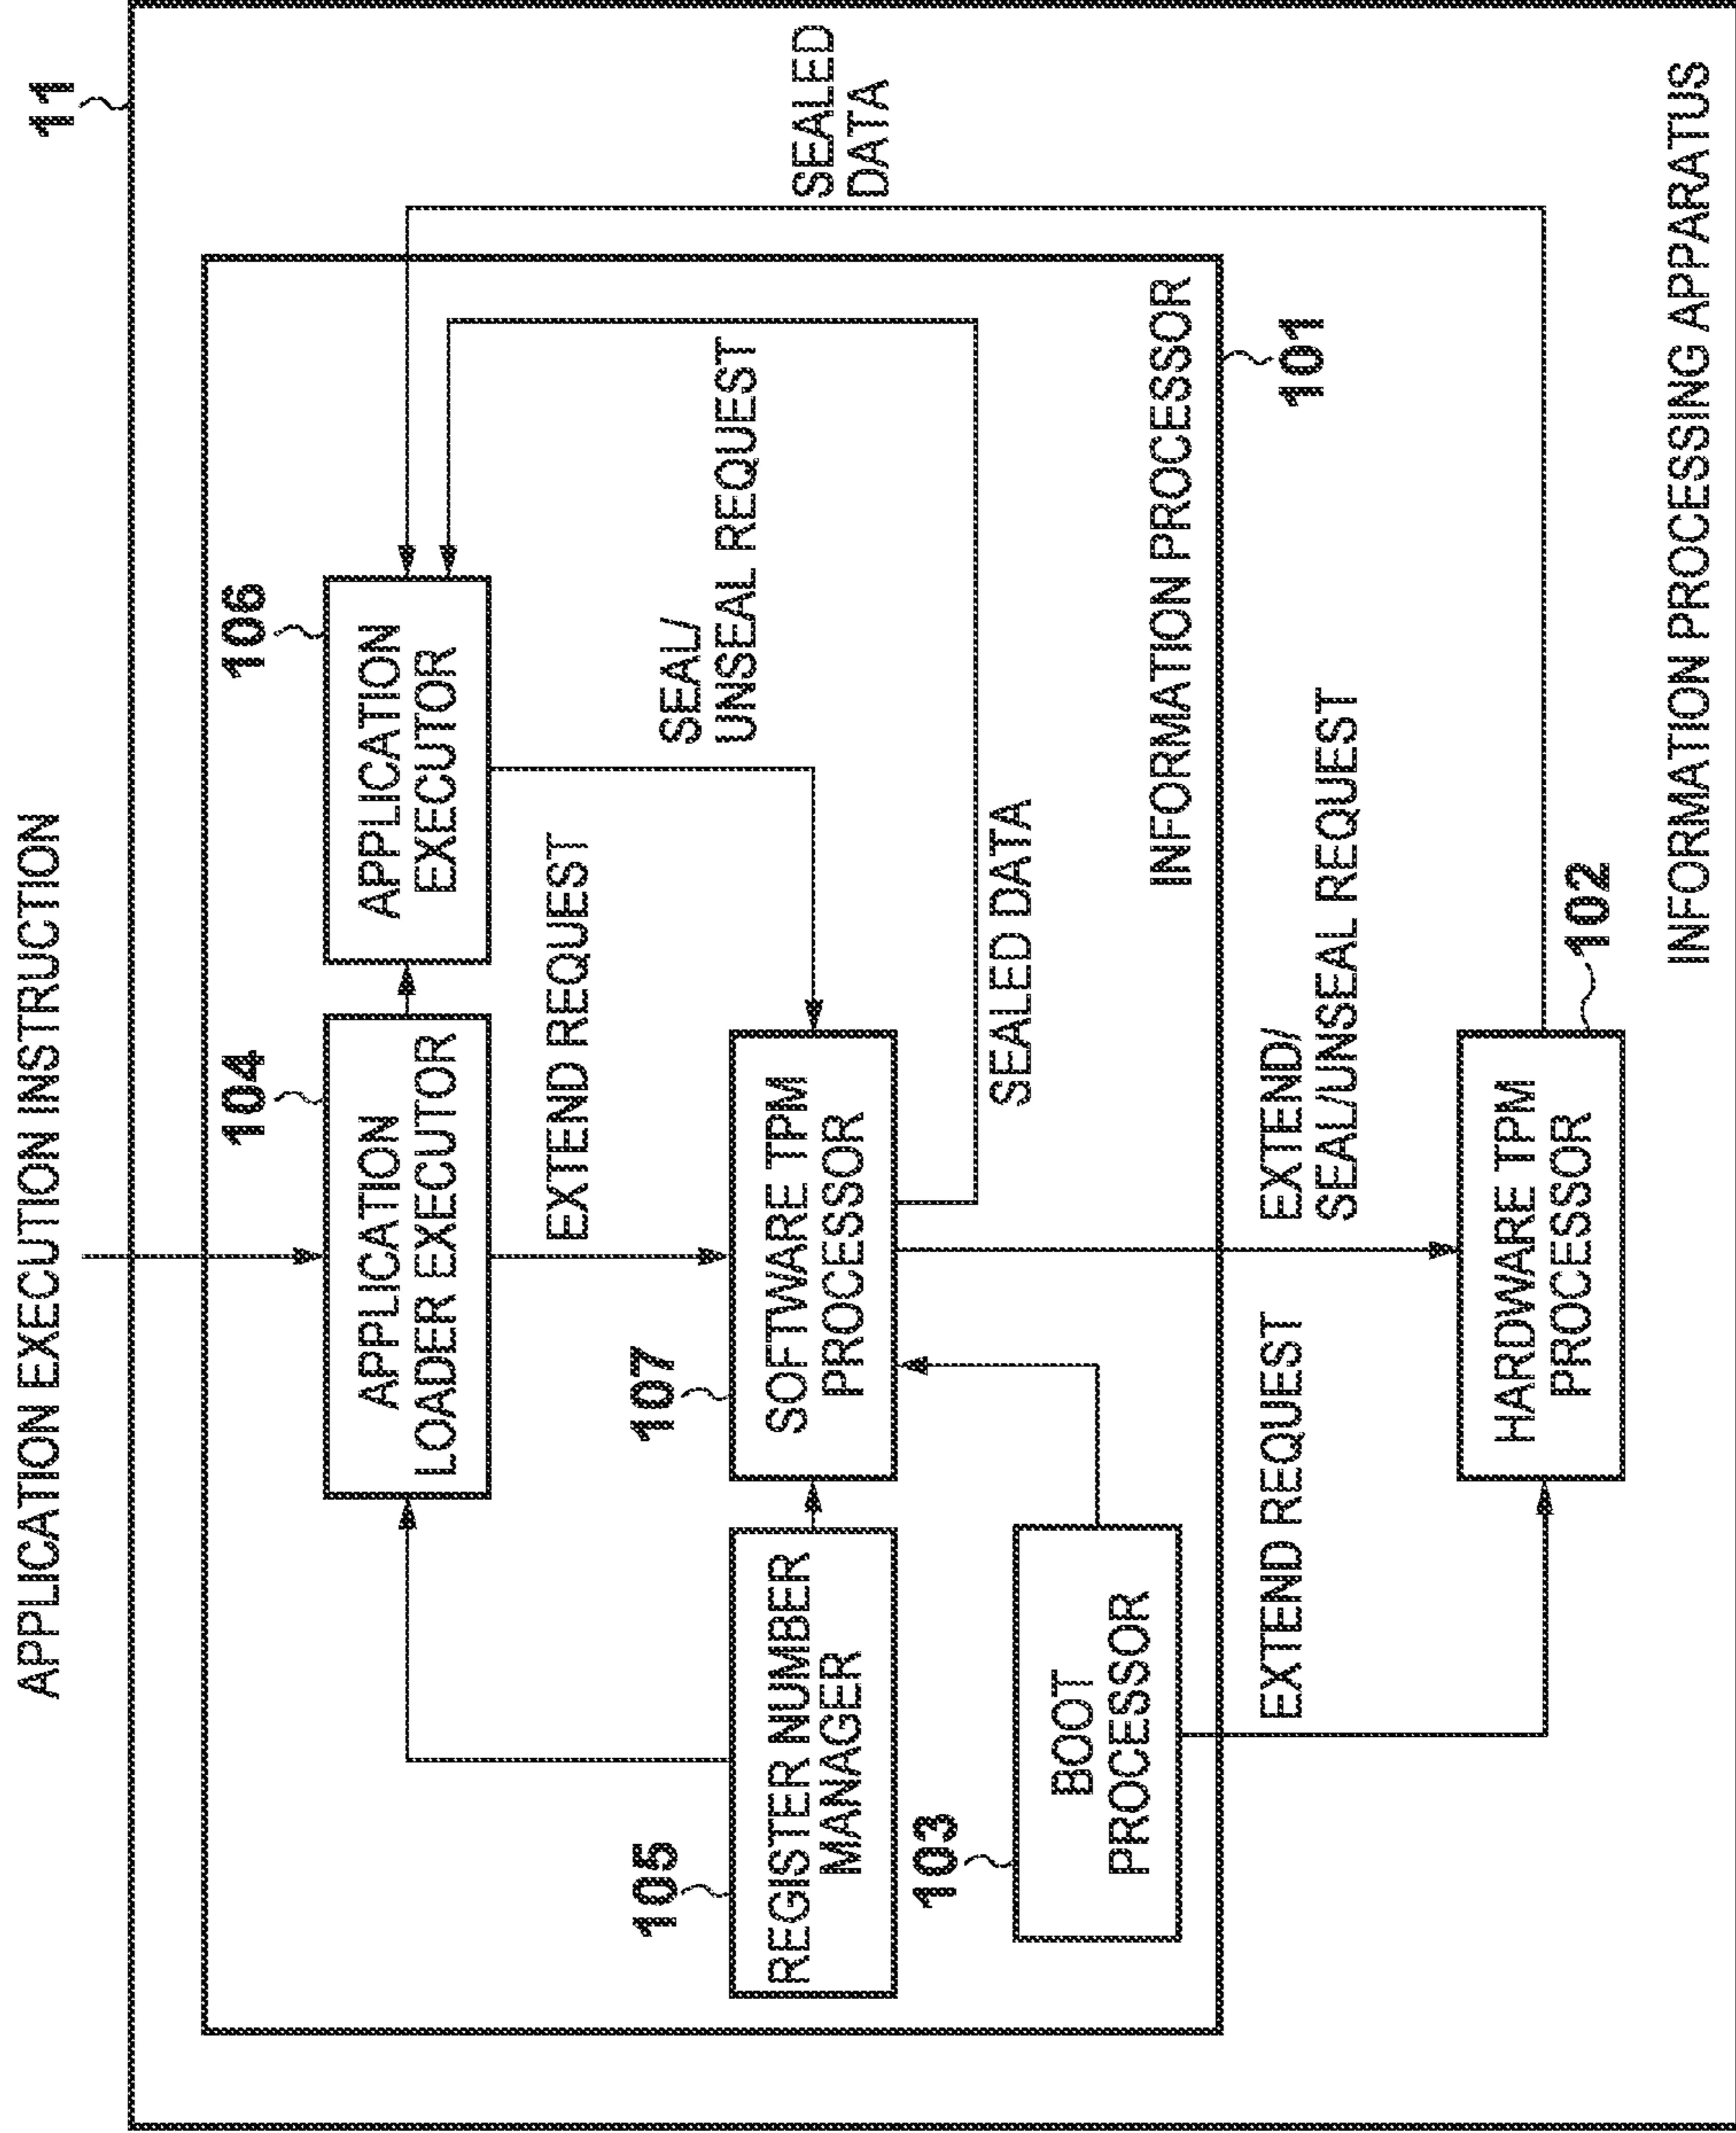 APPLICATION EXECUTION INSTRUCTION
11
104
106
APPLICATION
LOADER EXECUTOR
APPLICATION
EXECUTOR
EXTEND REQUEST
SEAL/
UNSEAL REQUEST
SEALED
DATA
105
107
REGISTER NUMBER
MANAGER
SOFTWARE TPM
PROCESSOR
103
SEALED DATA
BOOT
PROCESSOR
INFORMATION PROCESSOR
101
EXTEND REQUEST
EXTEND/
SEAL/UNSEAL REQUEST
HARDWARE TPM
PROCESSOR
102
INFORMATION PROCESSING APPARATUS